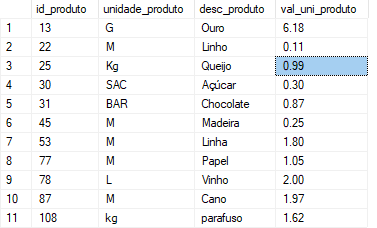 id_produto unidade_produto desc_produto val_uni_produto
1 13 G Ouro 6.18
2 22 M Linho 0.11
3 25 Kg Queijo 0.99
4 30 SAC Açúcar 0.30
5 31 BAR Chocolate 0.87
6 45 M Madeira 0.25
7 53 M Linha 1.80
8 77 M Papel 1.05
9 78 L Vinho 2.00
10 87 M Cano 1.97
11 108 kg parafuso 1.62